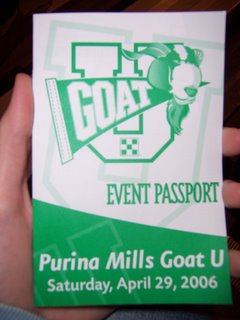 U
GOAT
EVENT PASSPORT
Purina Mills Goat U
Saturday, April 29, 2006